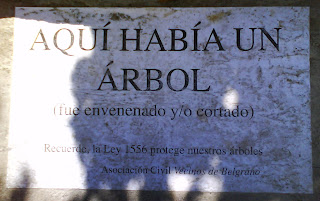 AQUÍ HABÍA UN
ÁRBOL
(fue envenenado y/o cortado)
Recuerde, la Ley 1556 protege nuestros árboles
Asociación Civil Vecinos de Belgrano